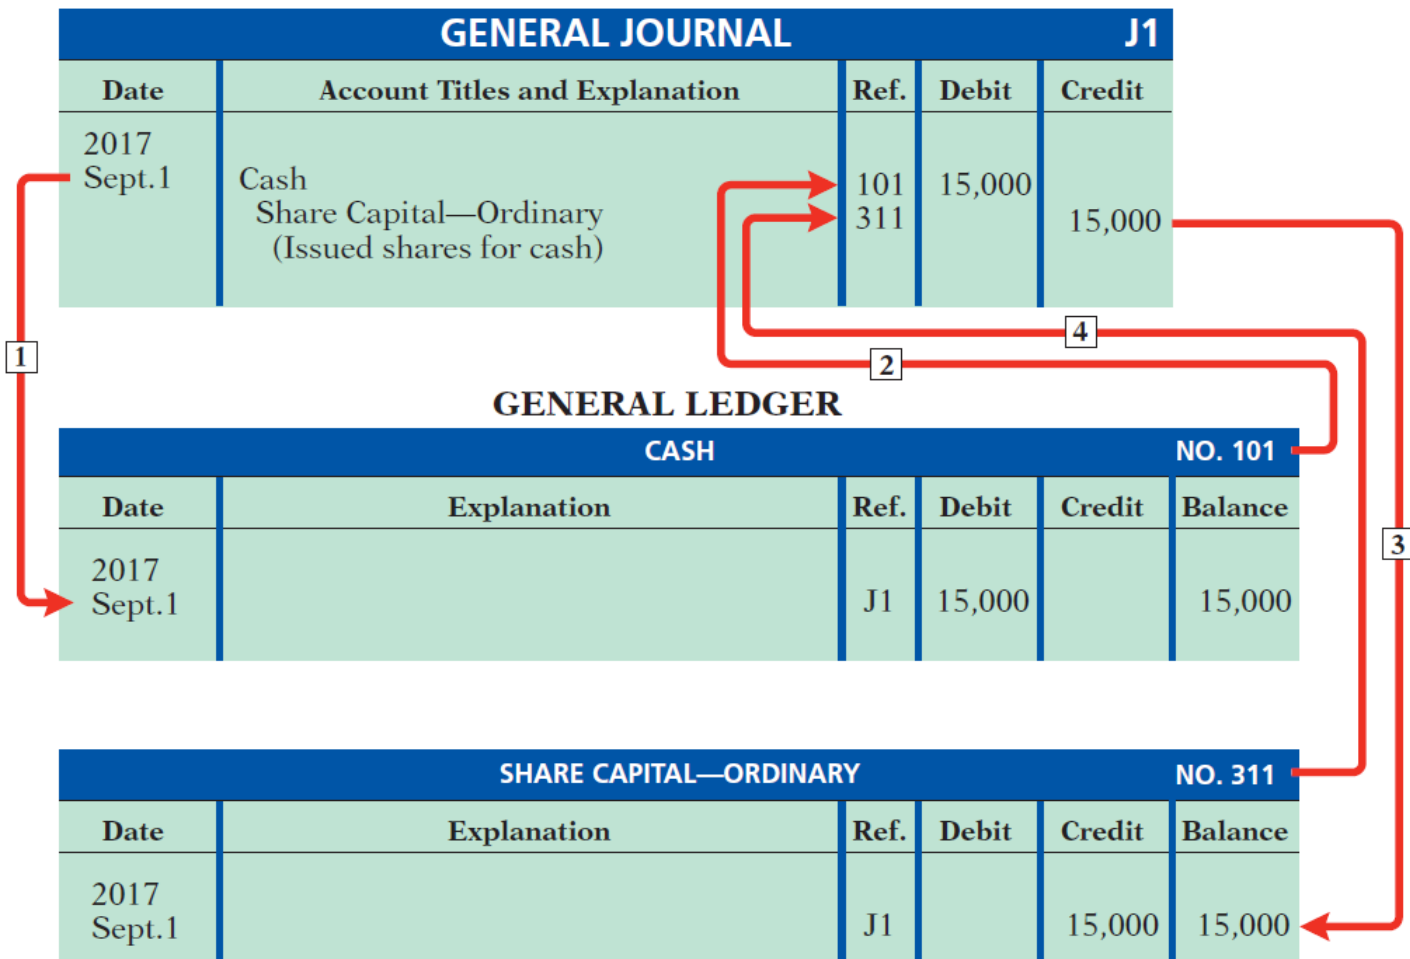 GENERAL JOURNAL J1
Date Account Titles and Explanation Ref. Debit Credit
2017
Sept.1 Cash 101 15,000
Share Capital—Ordinary 311 15,000
(Issued shares for cash)
1
4
2
GENERAL LEDGER
CASH NO. 101
Date Explanation Ref. Debit Credit Balance
2017
Sept.1 J1 15,000 15,000
3
SHARE CAPITAL—ORDINARY NO. 311
Date Explanation Ref. Debit Credit Balance
2017
Sept.1 J1 15,000 15,000